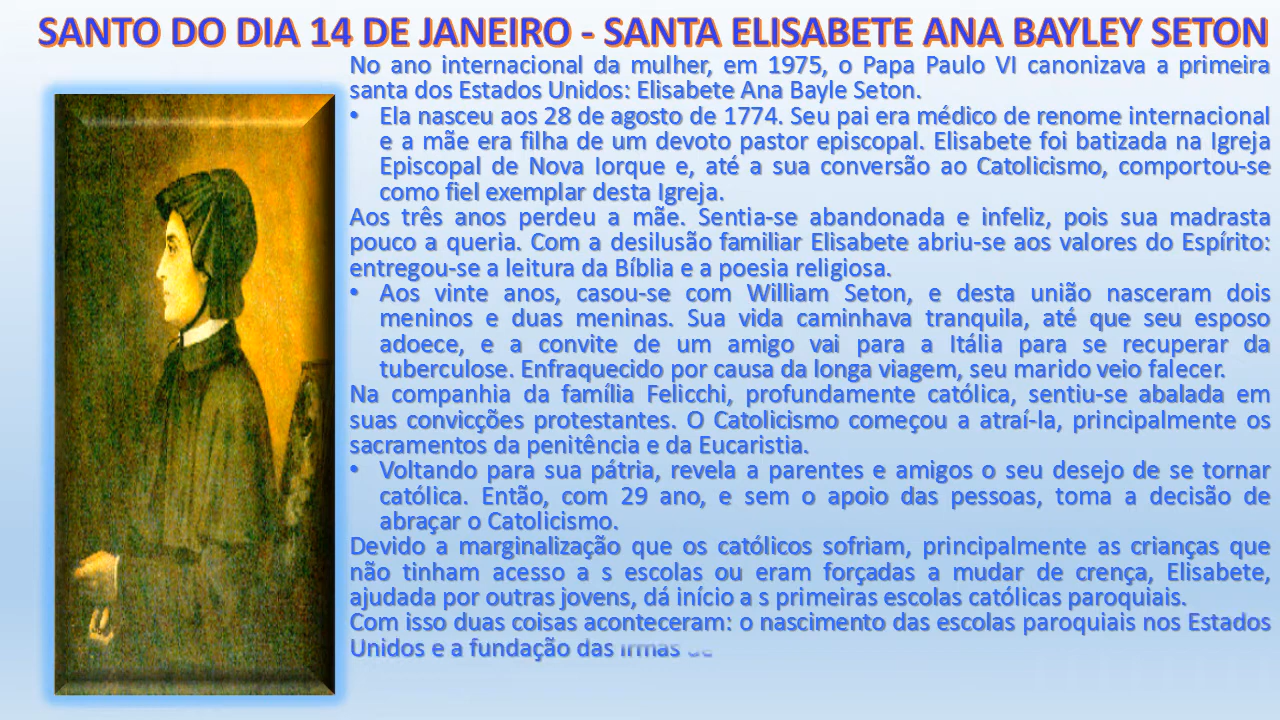 SANTO DO DIA 14 DE JANEIRO - SANTA ELISABETE ANA BAYLEY SETON
No ano internacional da mulher, em 1975, o Papa Paulo VI canonizava a primeira
santa dos Estados Unidos: Elisabete Ana Bayle Seton.
• Ela nasceu aos 28 de agosto de 1774. Seu pai era médico de renome internacional
e a mãe era filha de um devoto pastor episcopal. Elisabete foi batizada na Igreja
Episcopal de Nova Iorque e, até a sua conversão ao Catolicismo, comportou-se
como fiel exemplar desta Igreja.
Aos três anos perdeu a mãe. Sentia-se abandonada e infeliz, pois sua madrasta
pouco a queria. Com a desilusão familiar Elisabete abriu-se aos valores do Espírito:
entregou-se a leitura da Bíblia e a poesia religiosa.
• Aos vinte anos, casou-se com William Seton, e desta união nasceram dois
meninos e duas meninas. Sua vida caminhava tranquila, até que seu esposo
adoece, e a convite de um amigo vai para a Itália para se recuperar da
tuberculose. Enfraquecido por causa da longa viagem, seu marido veio falecer.
Na companhia da família Felicchi, profundamente católica, sentiu-se abalada em
suas convicções protestantes. O Catolicismo começou a atraí-la, principalmente os
sacramentos da penitência e da Eucaristia.
• Voltando para sua pátria, revela a parentes e amigos o seu desejo de se tornar
católica. Então, com 29 ano, e sem o apoio das pessoas, toma a decisão de
abraçar o Catolicismo.
Devido a marginalização que os católicos sofriam, principalmente as crianças que
não tinham acesso a s escolas ou eram forçadas a mudar de crença, Elisabete,
ajudada por outras jovens, dá início a s primeiras escolas católicas paroquiais.
Com isso duas coisas aconteceram: o nascimento das escolas paroquiais nos Estados
Unidos e a fundação das irmas de